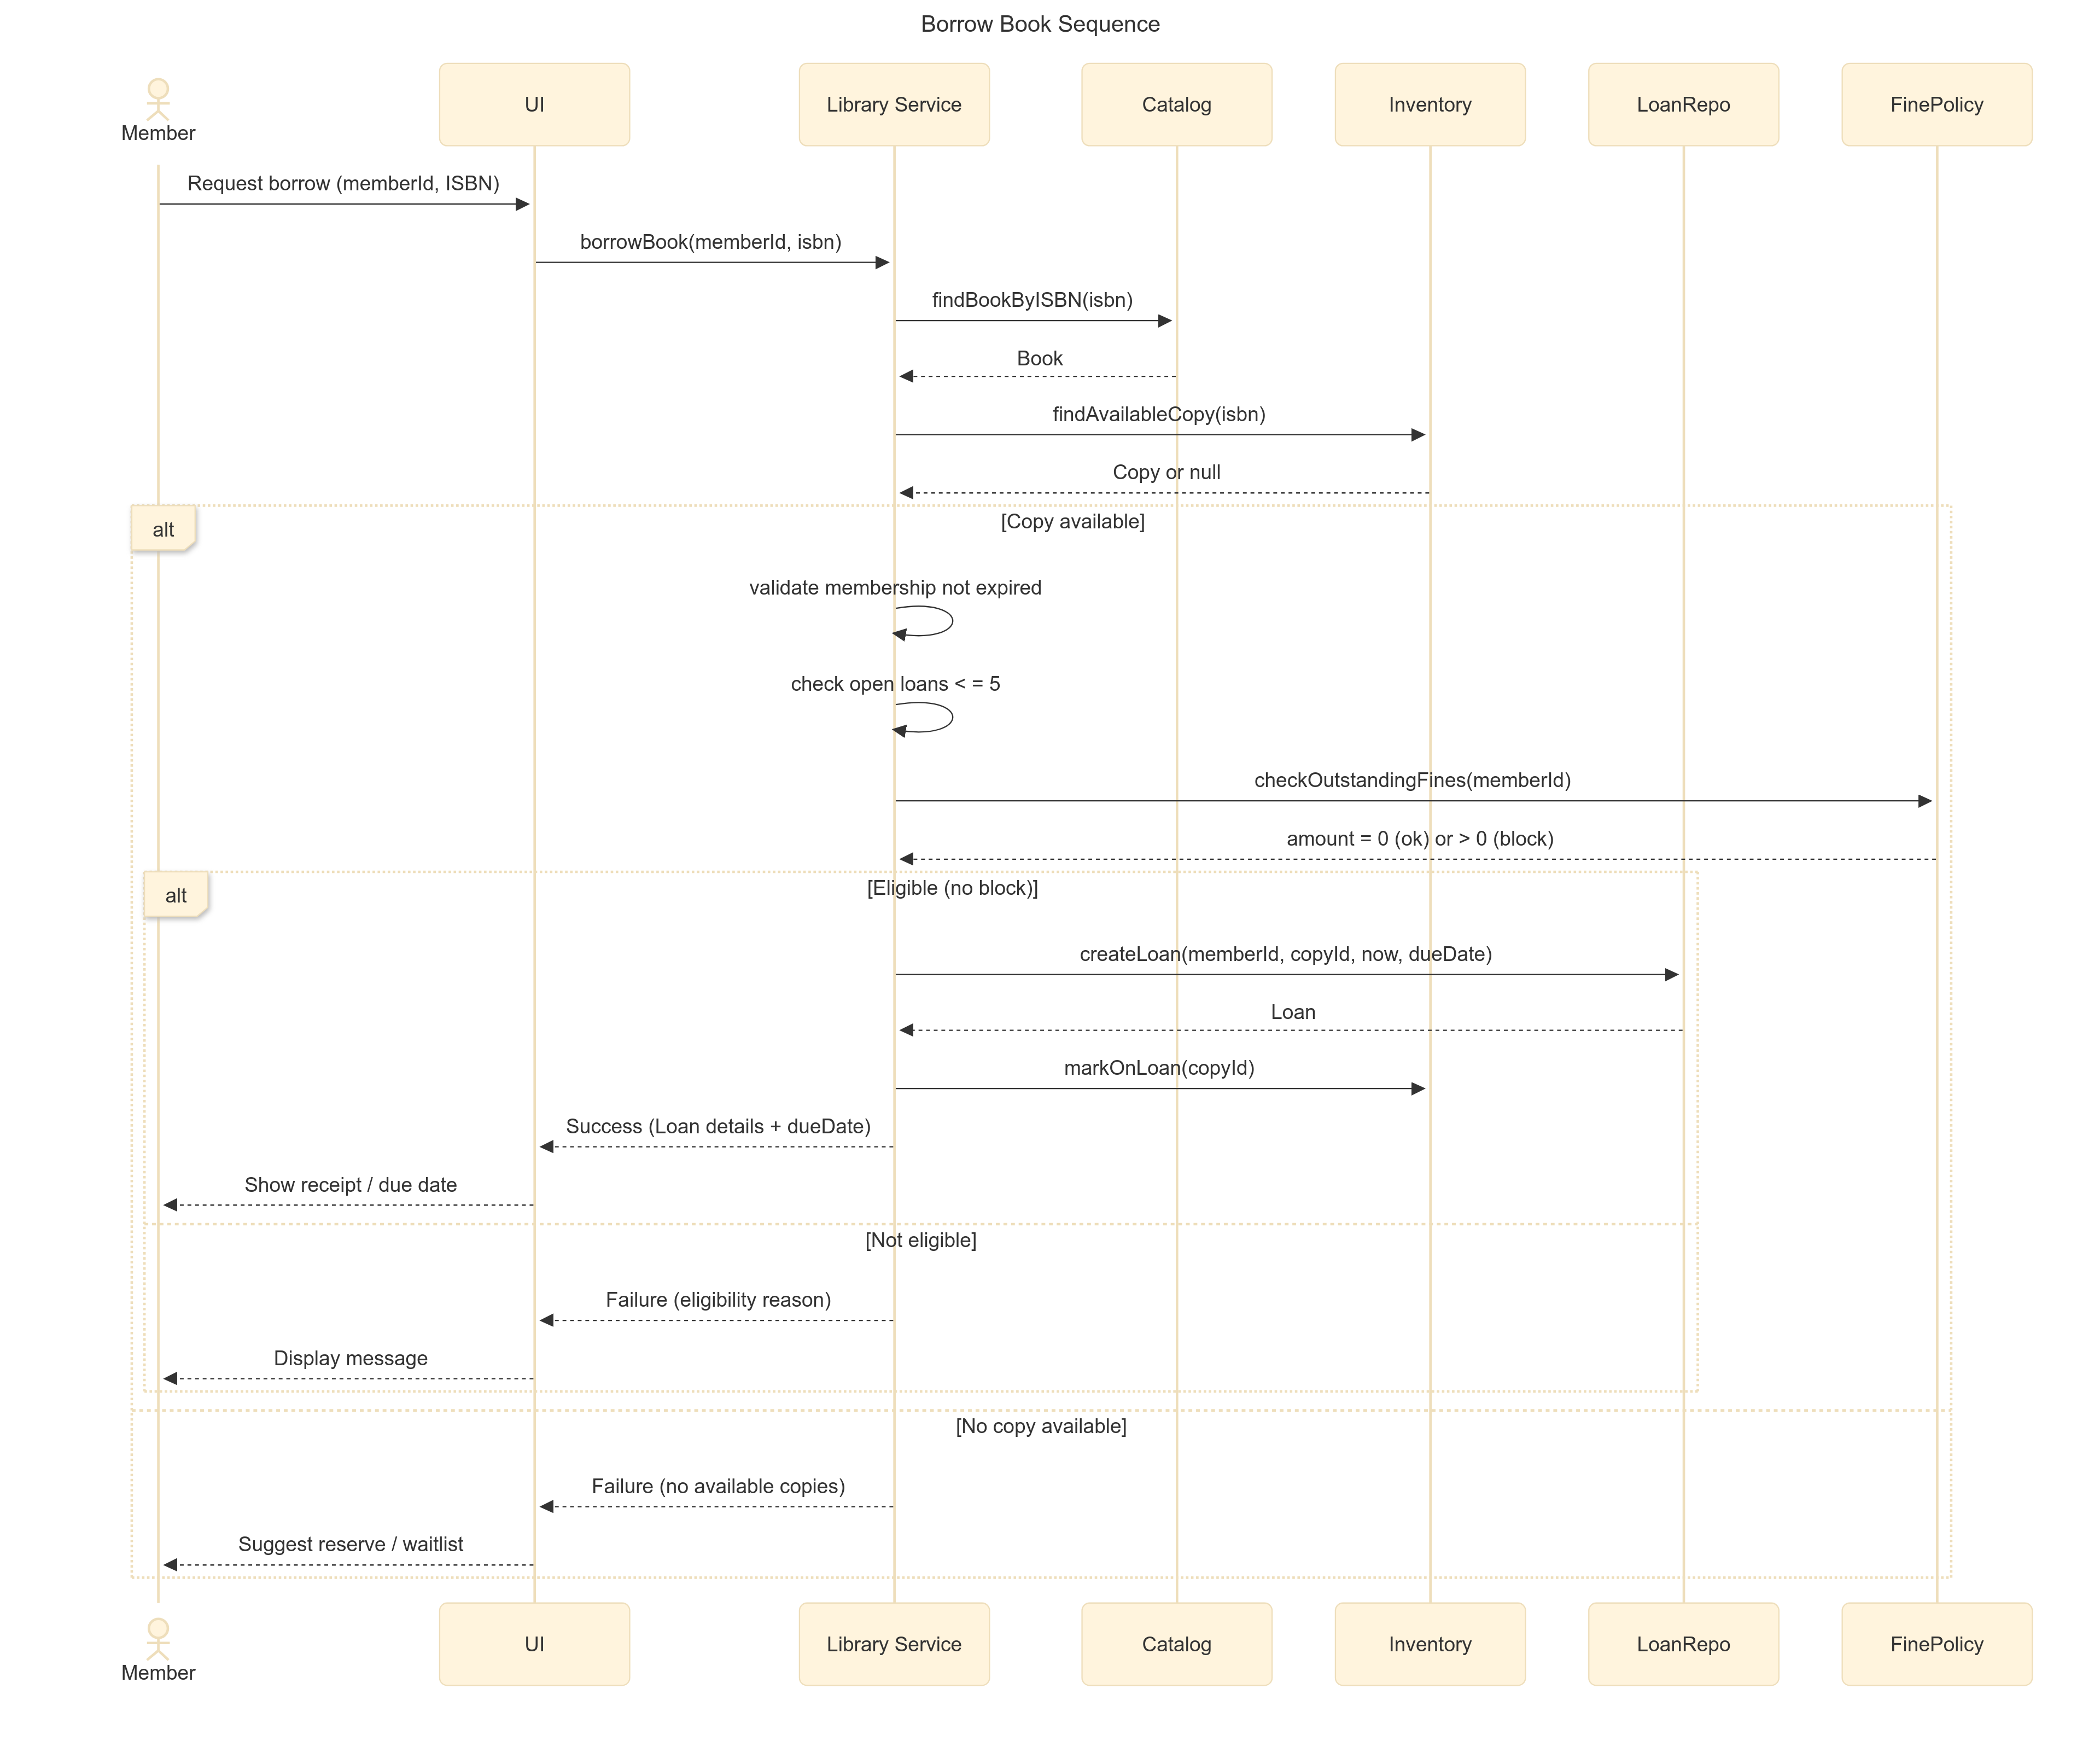 Borrow Book Sequence
Member
UI
Library Service
Catalog
Inventory
LoanRepo
FinePolicy
Request borrow (memberId, ISBN)
borrowBook(memberId, isbn)
findBookByISBN(isbn)
Book
findAvailableCopy(isbn)
Copy or null
alt
[Copy available]
validate membership not expired
check open loans < = 5
checkOutstandingFines(memberId)
amount = 0 (ok) or > 0 (block)
alt
[Eligible (no block)]
createLoan(memberId, copyId, now, dueDate)
Loan
markOnLoan(copyId)
Success (Loan details + dueDate)
Show receipt / due date
[Not eligible]
Failure (eligibility reason)
Display message
[No copy available]
Failure (no available copies)
Suggest reserve / waitlist
Member
UI
Library Service
Catalog
Inventory
LoanRepo
FinePolicy